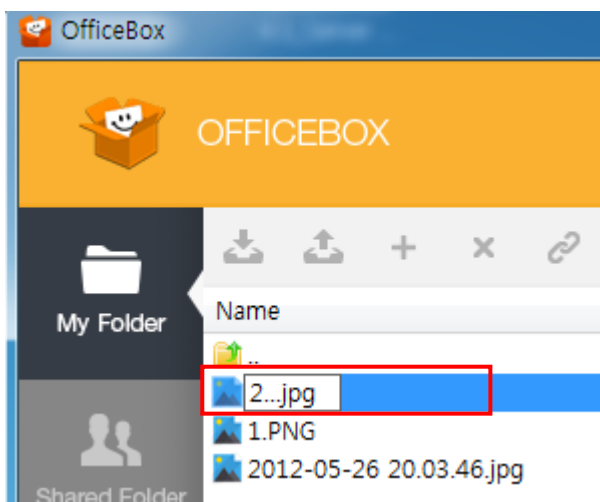 OfficeBox
OFFICEBOX
My Folder
Name
..
2...jpg
1.PNG
2012-05-26 20.03.46.jpg
Shared Folder